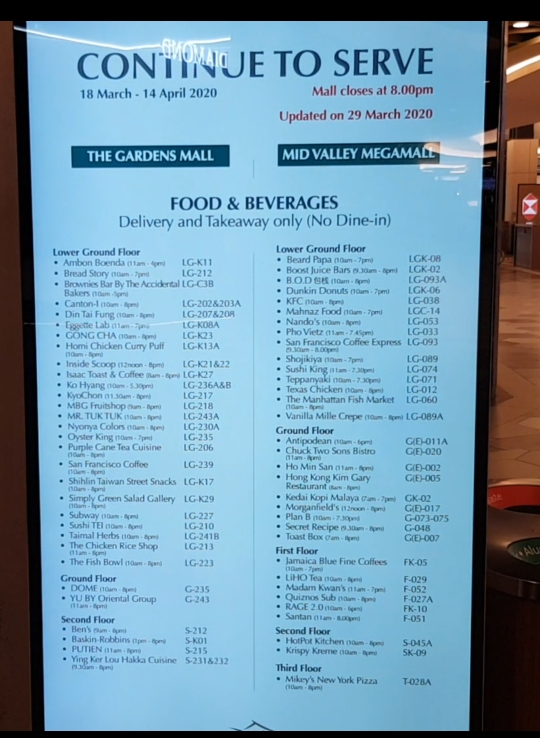 DIAMOND
CONTINUE TO SERVE
18 March - 14 April 2020
Mall closes at 8.00pm
Updated on 29 March 2020
THE GARDENS MALL
MID VALLEY MEGAMALL
FOOD & BEVERAGES
Delivery and Takeaway only (No Dine-in)
Lower Ground Floor
• Ambon Boenda (11am - 4pm) LG-K11
• Bread Story (10am - 7pm) LG-212
• Brownies Bar By The Accidental LG-C3B
Bakers (10am - 5pm)
• Canton-I (10am - 8pm) LG-202&203A
• Din Tai Fung (10am - 8pm) LG-207&208
• Eggette Lab (11am - 7pm) LG-K08A
• GONG CHA (10am - 8pm) LG-K23
• Homi Chicken Curry Puff LG-K13A
(10am - 8pm)
• Inside Scoop (12noon - 8pm) LG-K21&22
• Isaac Toast & Coffee (8am - 8pm) LG-K27
• Ko Hyang (10am - 5.30pm) LG-236A&B
• KyoChon (11.30am - 8pm) LG-217
• MBG Fruitshop (9am - 8pm) LG-218
• MR. TUK TUK (10am - 8pm) LG-243A
• Nyonya Colors (10am - 8pm) LG-230A
• Oyster King (10am - 7pm) LG-235
• Purple Cane Tea Cuisine LG-206
(10am - 8pm)
• San Francisco Coffee LG-239
(10am - 8pm)
• Shihlin Taiwan Street Snacks LG-K17
(10am - 8pm)
• Simply Green Salad Gallery LG-K29
(10am - 8pm)
• Subway (10am - 8pm) LG-227
• Sushi TEI (10am - 8pm) LG-210
• Taimal Herbs (10am - 8pm) LG-241B
• The Chicken Rice Shop LG-213
(11am - 8pm)
• The Fish Bowl (10am - 8pm) LG-223
Ground Floor
• DOME (10am - 8pm) G-235
• YU BY Oriental Group G-243
(11am - 8pm)
Second Floor
• Ben's (9am - 8pm) S-212
• Baskin-Robbins (1pm - 8pm) S-K01
• PUTIEN (11am - 8pm) S-215
• Ying Ker Lou Hakka Cuisine S-231&232
(9.30am - 8pm)
Lower Ground Floor
• Beard Papa (10am - 7pm) LGK-08
• Boost Juice Bars (9.30am - 8pm) LGK-02
• B.O.D (10am - 8pm) LG-093A
• Dunkin Donuts (10am - 7pm) LGK-06
• KFC (10am - 8pm) LG-038
• Mahnaz Food (10am - 7pm) LGC-14
• Nando's (10am - 8pm) LG-053
• Pho Vietz (11am - 7.45pm) LG-033
• San Francisco Coffee Express LG-093
(9.30am - 8.00pm)
• Shojikiya (10am - 7pm) LG-089
• Sushi King (11am - 7.30pm) LG-074
• Teppanyaki (10am - 7.30pm) LG-071
• Texas Chicken (10am - 8pm) LG-012
• The Manhattan Fish Market LG-060
(10am - 8pm)
• Vanilla Mille Crepe (10am - 8pm) LG-089A
Ground Floor
• Antipodean (10am - 6pm) G(E)-011A
• Chuck Two Sons Bistro G(E)-020
(11am - 8pm)
• Ho Min San (11am - 8pm) G(E)-002
• Hong Kong Kim Gary G(E)-005
Restaurant (8am - 8pm)
• Kedai Kopi Malaya (7am - 7pm) GK-02
• Morganfield's (12noon - 8pm) G(E)-017
• Plan B (10am - 7.30pm) G-073-075
• Secret Recipe (9.30am - 8pm) G-048
• Toast Box (7am - 8pm) G(E)-007
First Floor
• Jamaica Blue Fine Coffees FK-05
(10am - 7pm)
• LiHO Tea (10am - 8pm) F-029
• Madam Kwan's (11am - 7pm) F-052
• Quiznos Sub (10am - 8pm) F-027A
• RAGE 2.0 (10am - 6pm) FK-10
• Santan (11am - 8.00pm) F-051
Second Floor
• HotPot Kitchen (10am - 8pm) S-045A
• Krispy Kreme (10am - 8pm) SK-09
Third Floor
• Mikey's New York Pizza T-028A
(10am - 8pm)